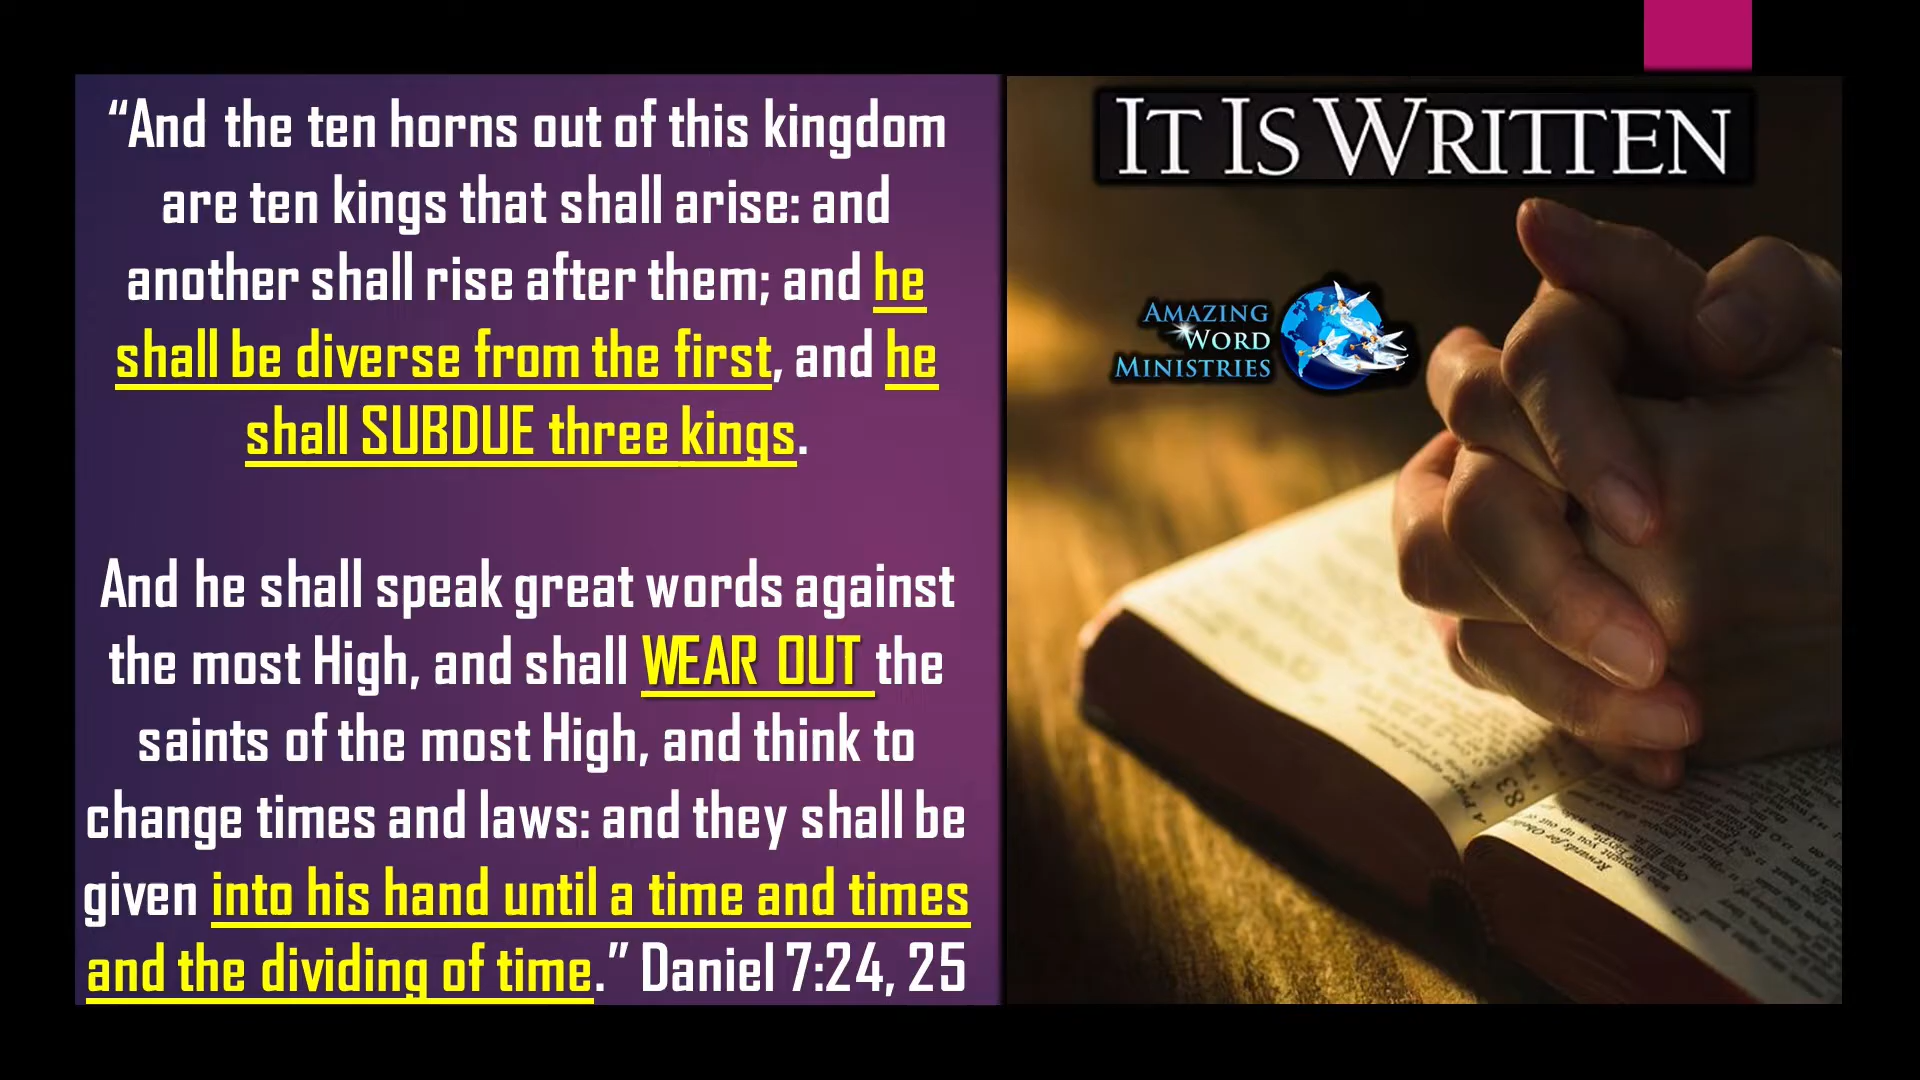 “And the ten horns out of this kingdom
are ten kings that shall arise: and
another shall rise after them; and he
shall be diverse from the first, and he
shall SUBDUE three kings.
And he shall speak great words against
the most High, and shall WEAR OUT the
saints of the most High, and think to
change times and laws: and they shall be
given into his hand until a time and times
and the dividing of time.” Daniel 7:24, 25
IT IS WRITTEN
AMAZING
WORD
MINISTRIES
83